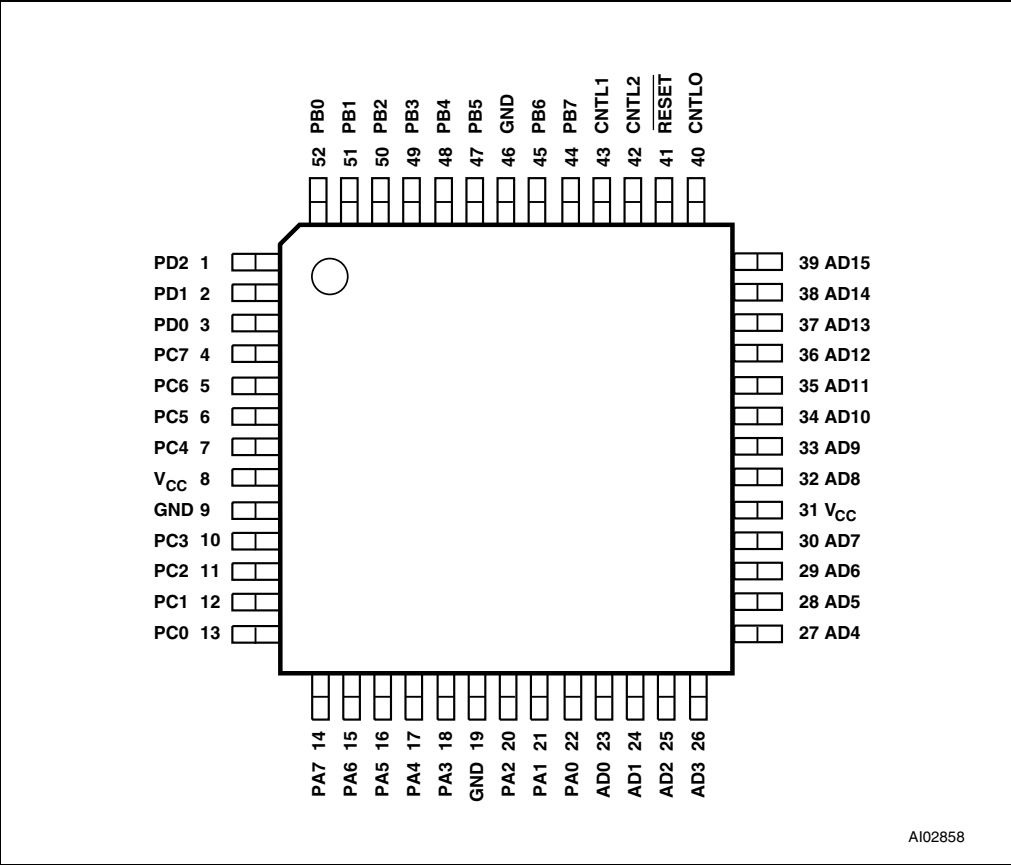 52 PB0
51 PB1
50 PB2
49 PB3
48 PB4
47 PB5
46 GND
45 PB6
44 PB7
43 CNTL1
42 CNTL2
41 RESET
40 CNTLO
PD2 1
PD1 2
PD0 3
PC7 4
PC6 5
PC5 6
PC4 7
VCC 8
GND 9
PC3 10
PC2 11
PC1 12
PC0 13
39 AD15
38 AD14
37 AD13
36 AD12
35 AD11
34 AD10
33 AD9
32 AD8
31 VCC
30 AD7
29 AD6
28 AD5
27 AD4
PA7 14
PA6 15
PA5 16
PA4 17
PA3 18
GND 19
PA2 20
PA1 21
PA0 22
AD0 23
AD1 24
AD2 25
AD3 26
AI02858